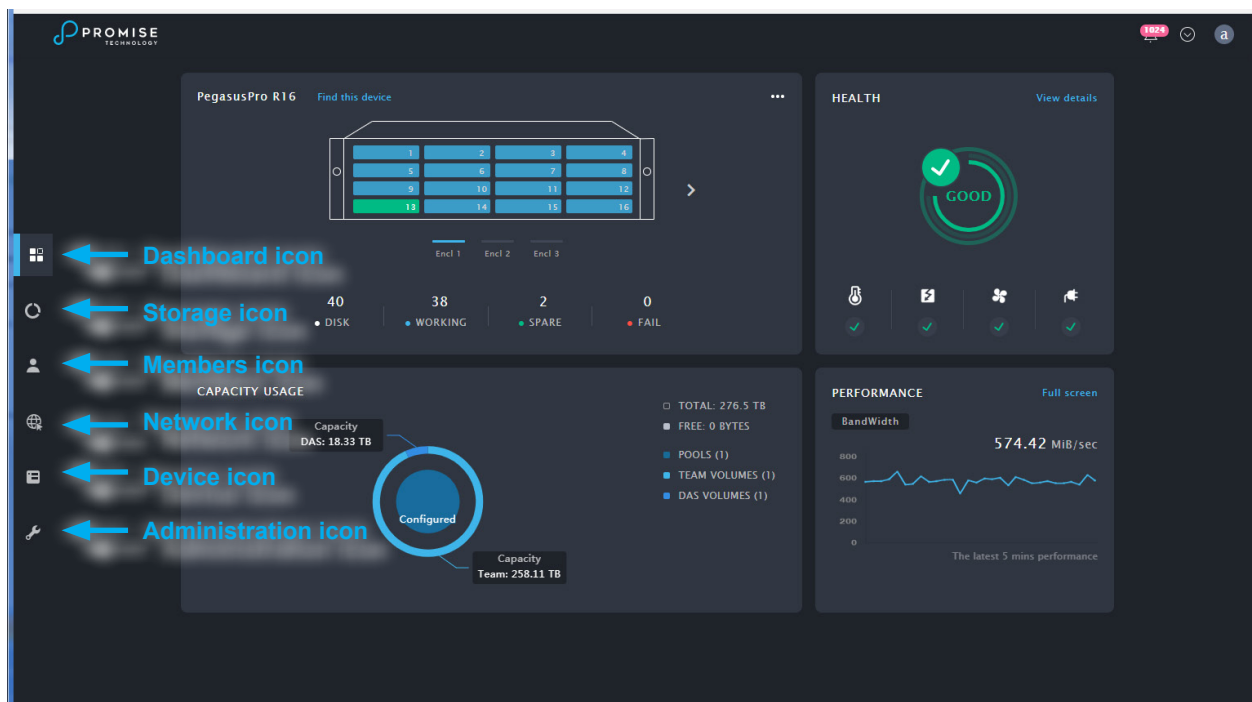 PROMISE
TECHNOLOGY
1024
a
PegasusPro R16 Find this device
1 2 3 4
5 6 7 8
9 10 11 12
13 14 15 16
Encl 1 Encl 2 Encl 3
40 38 2 0
DISK WORKING SPARE FAIL
HEALTH View details
GOOD
Dashboard icon
Storage icon
Members icon
Network icon
Device icon
Administration icon
CAPACITY USAGE
Capacity
DAS: 18.33 TB
Configured
Capacity
Team: 258.11 TB
TOTAL: 276.5 TB
FREE: 0 BYTES
POOLS (1)
TEAM VOLUMES (1)
DAS VOLUMES (1)
PERFORMANCE Full screen
BandWidth
574.42 MiB/sec
800
600
400
200
0
The latest 5 mins performance